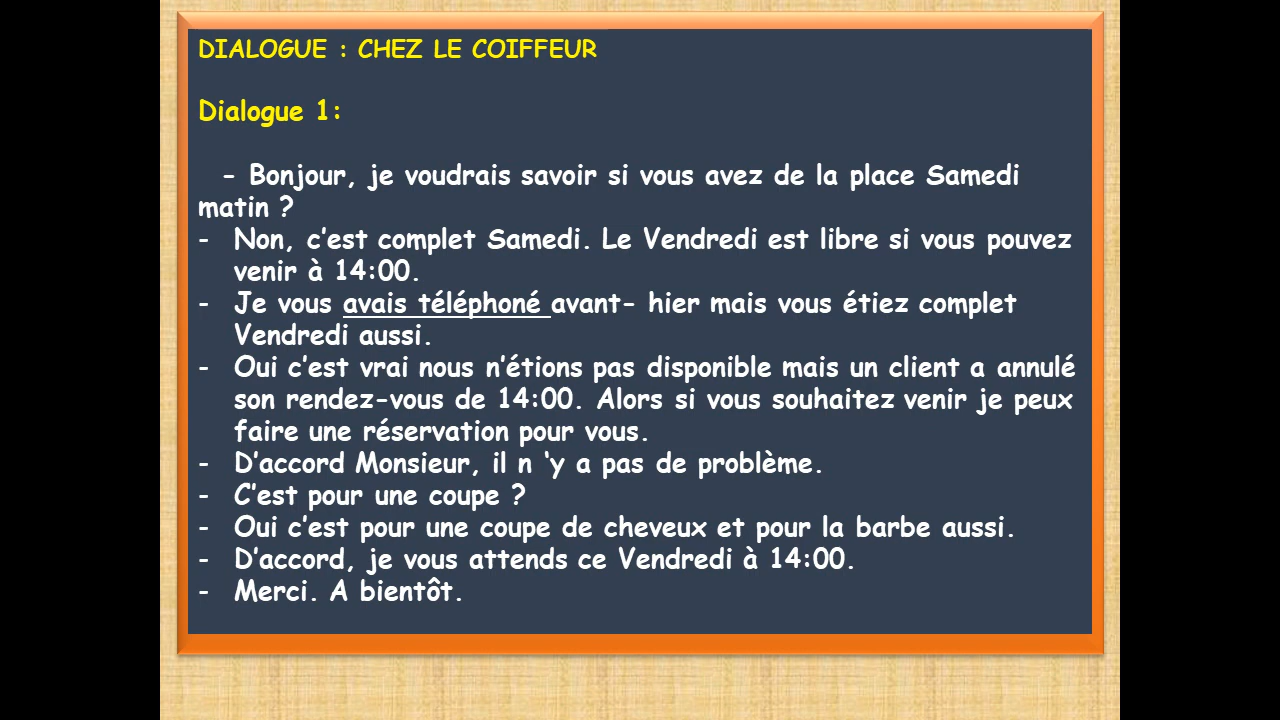 DIALOGUE : CHEZ LE COIFFEUR
Dialogue 1:
- Bonjour, je voudrais savoir si vous avez de la place Samedi
matin ?
- Non, c’est complet Samedi. Le Vendredi est libre si vous pouvez
venir à 14:00.
- Je vous avais téléphoné avant- hier mais vous étiez complet
Vendredi aussi.
- Oui c’est vrai nous n’étions pas disponible mais un client a annulé
son rendez-vous de 14:00. Alors si vous souhaitez venir je peux
faire une réservation pour vous.
- D’accord Monsieur, il n ‘y a pas de problème.
- C’est pour une coupe ?
- Oui c’est pour une coupe de cheveux et pour la barbe aussi.
- D’accord, je vous attends ce Vendredi à 14:00.
- Merci. A bientôt.